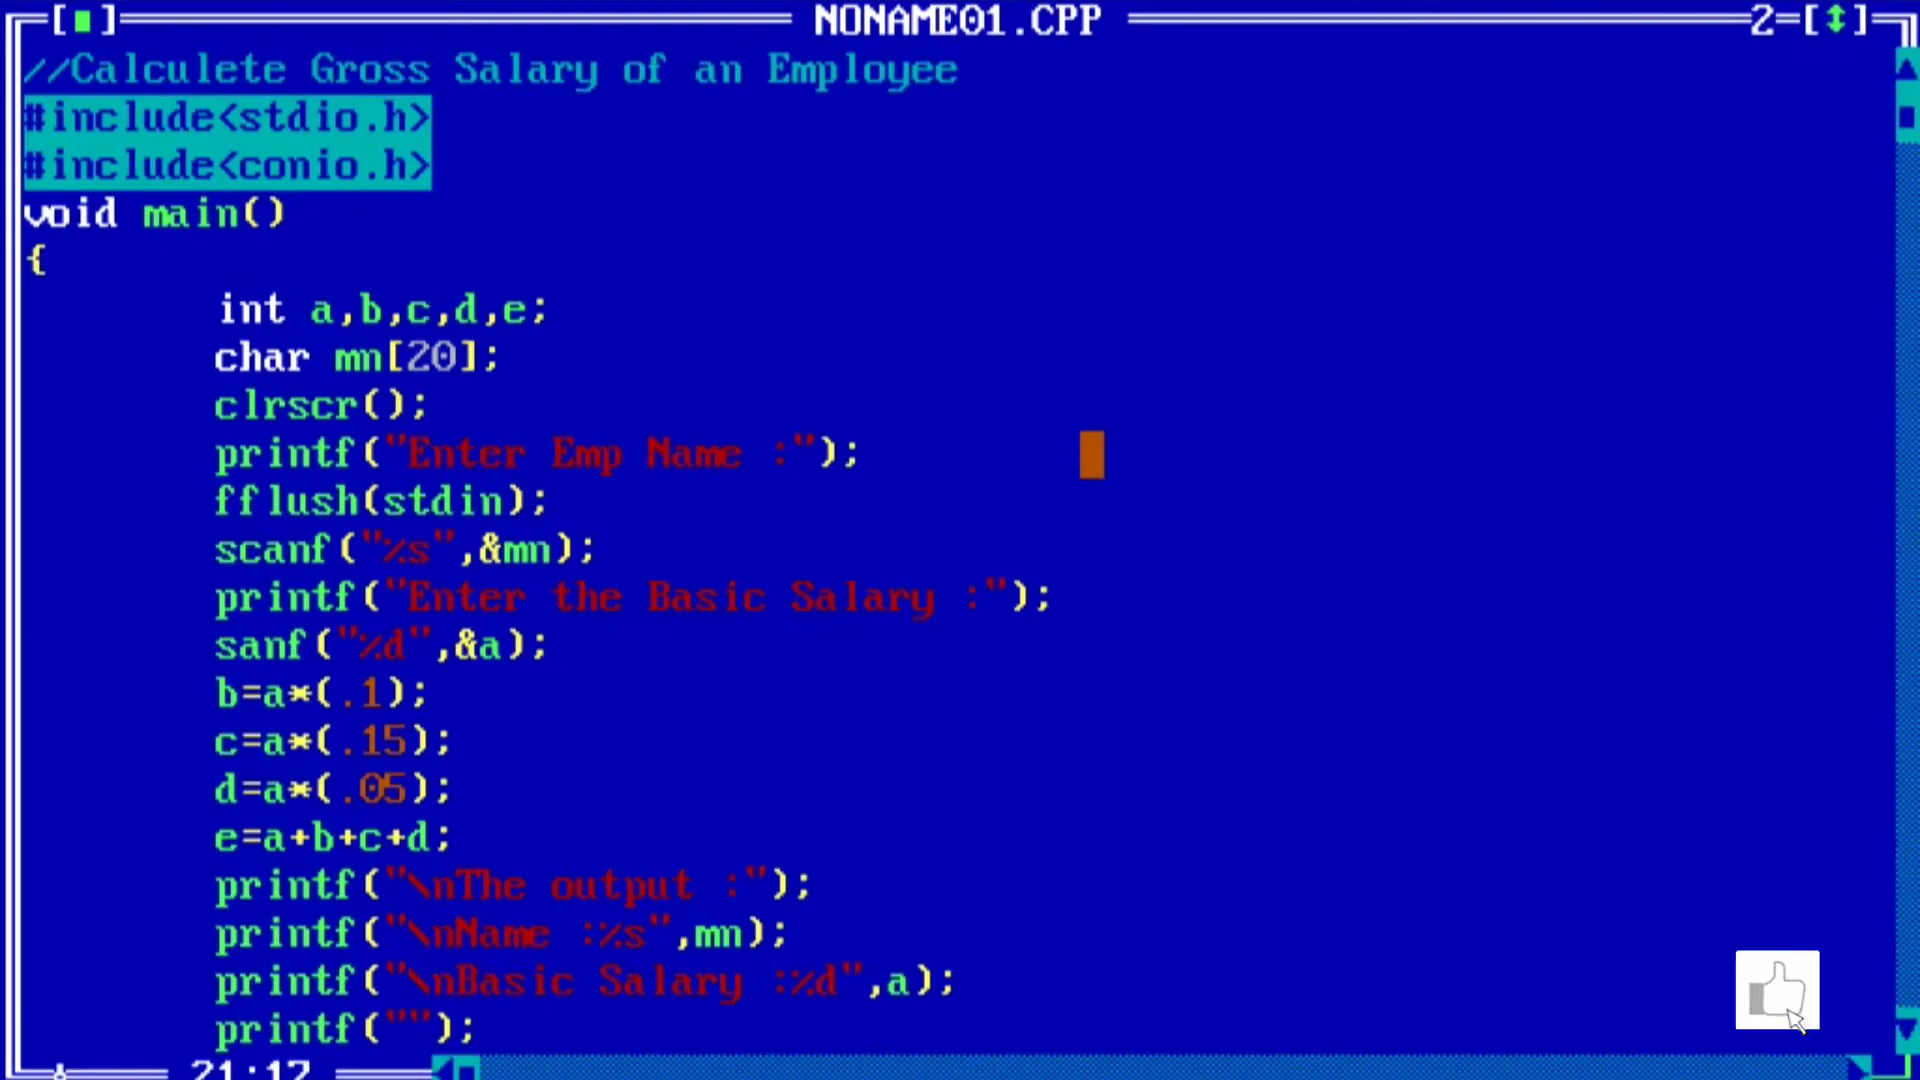 NONAME01.CPP
2
//Calculete Gross Salary of an Employee
#include<stdio.h>
#include<conio.h>
void main()
{
int a,b,c,d,e;
char mn[20];
clrscr();
printf("Enter Emp Name :");
fflush(stdin);
scanf("%s",&mn);
printf("Enter the Basic Salary :");
sanf("%d",&a);
b=a*(.1);
c=a*(.15);
d=a*(.05);
e=a+b+c+d;
printf("\nThe output :");
printf("\nName :%s",mn);
printf("\nBasic Salary :%d",a);
printf("");
21:17